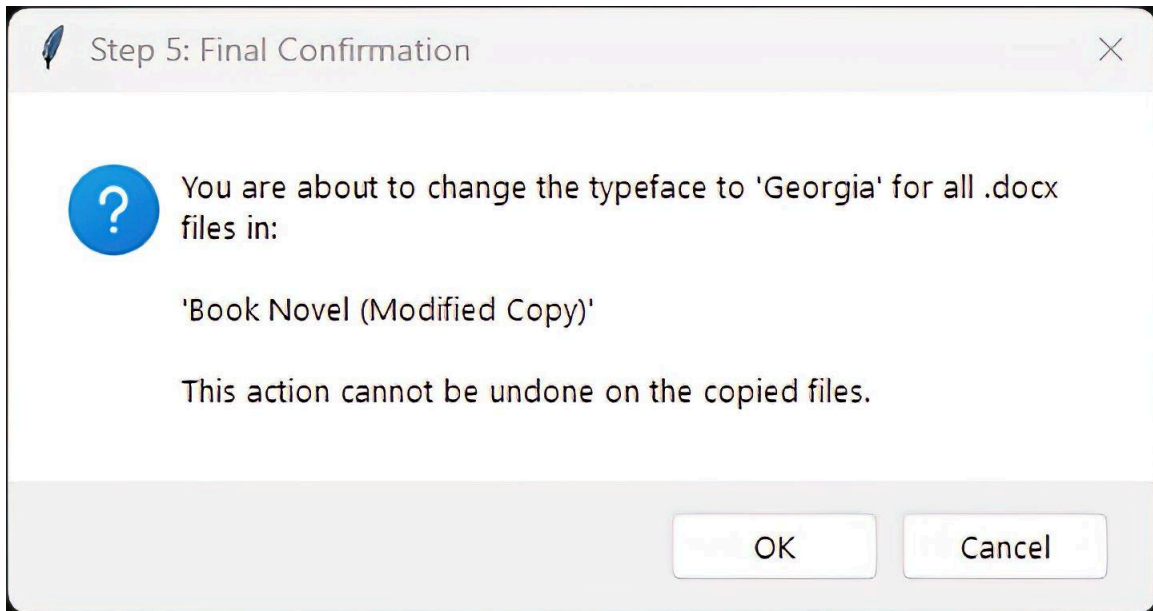 Step 5: Final Confirmation
You are about to change the typeface to 'Georgia' for all .docx
files in:
'Book Novel (Modified Copy)'
This action cannot be undone on the copied files.
OK
Cancel